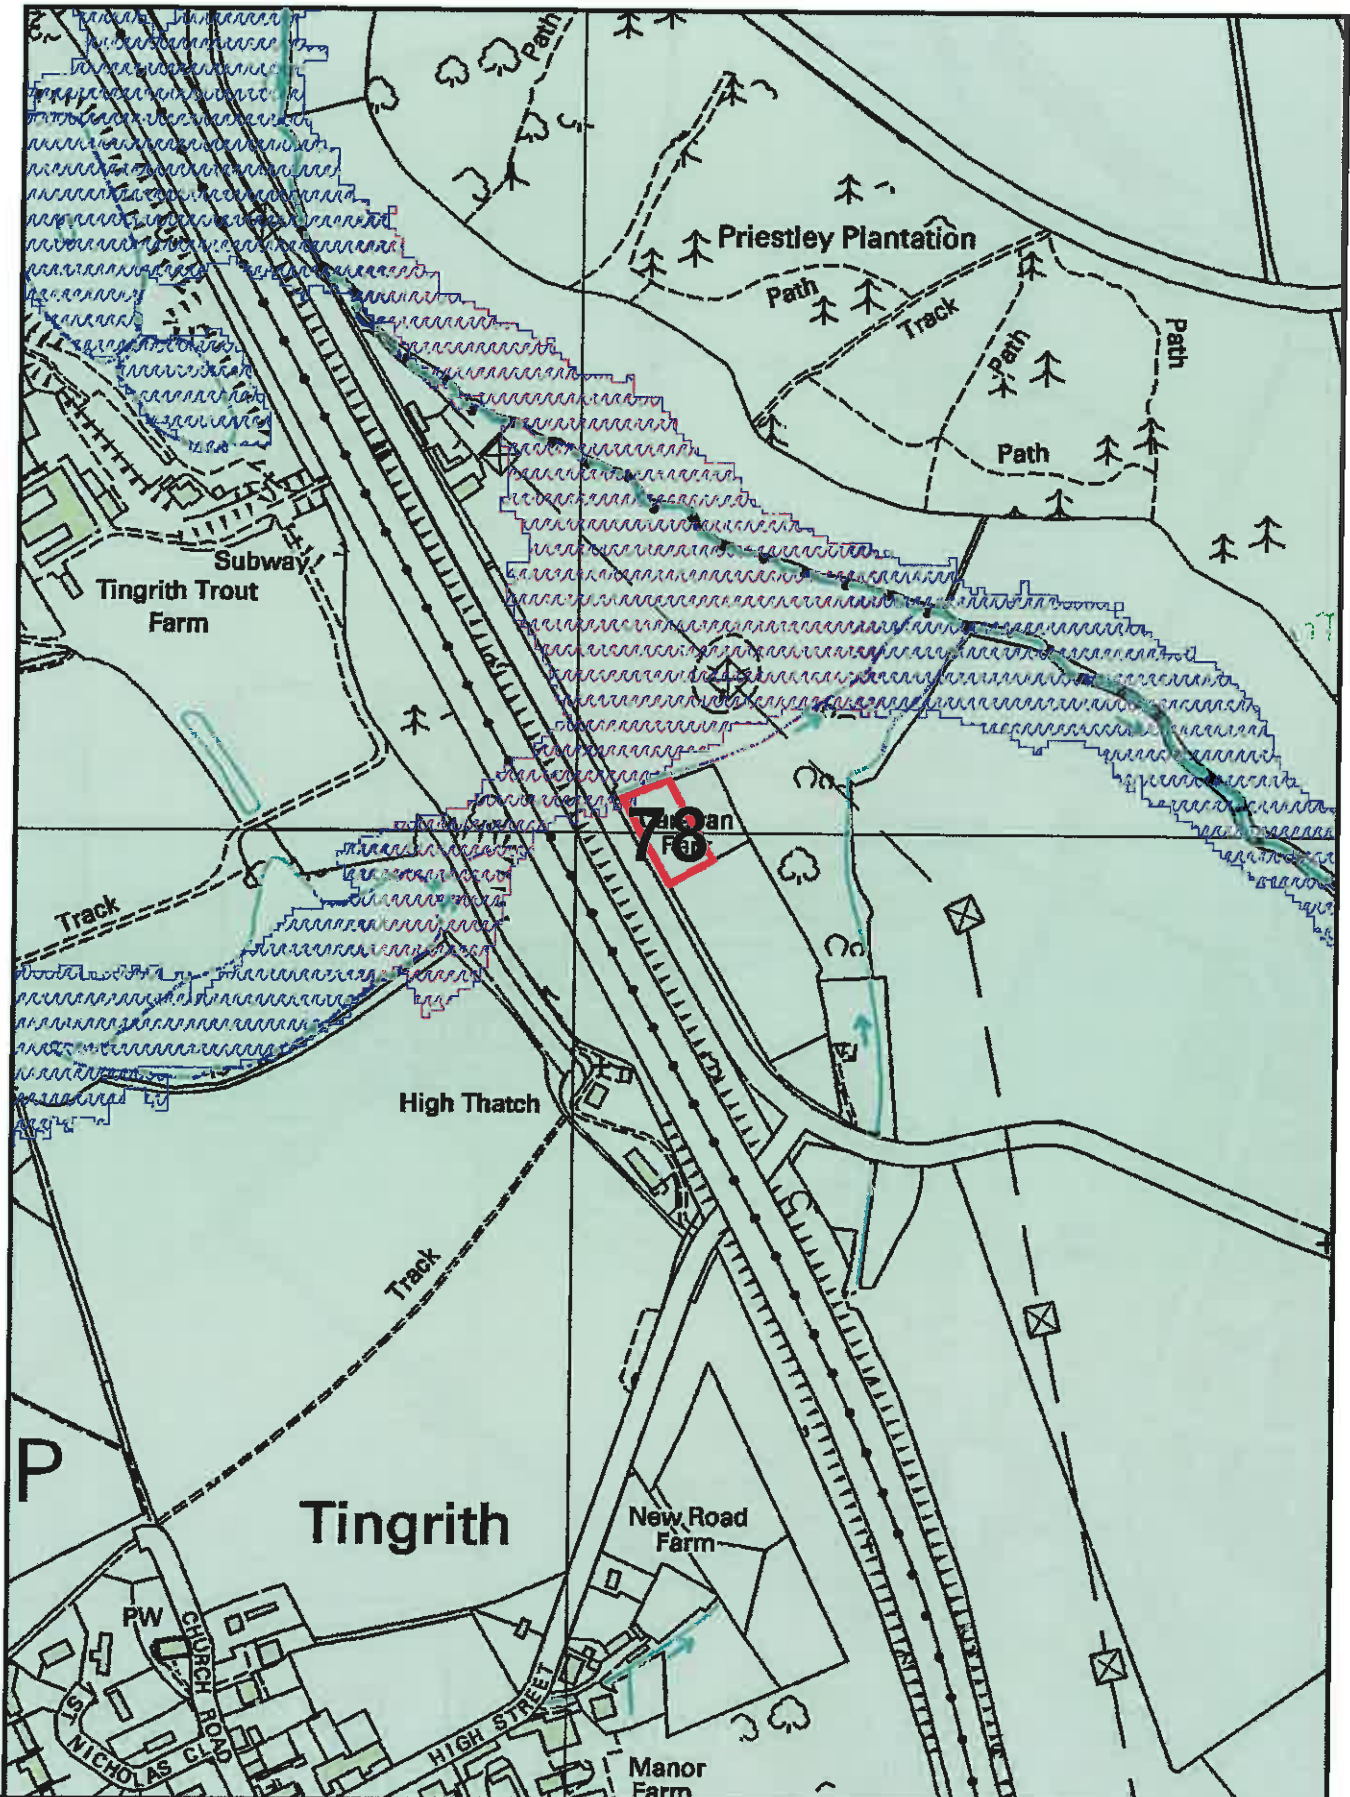 Path
Priestley Plantation
Path
Track
Path
Path
Path
Subway
Tingrith Trout
Farm
78
Track
High Thatch
Track
P
Tingrith
New Road
Farm
PW
CHURCH ROAD
ST
NICHOLAS CL
HIGH STREET
Manor
Farm